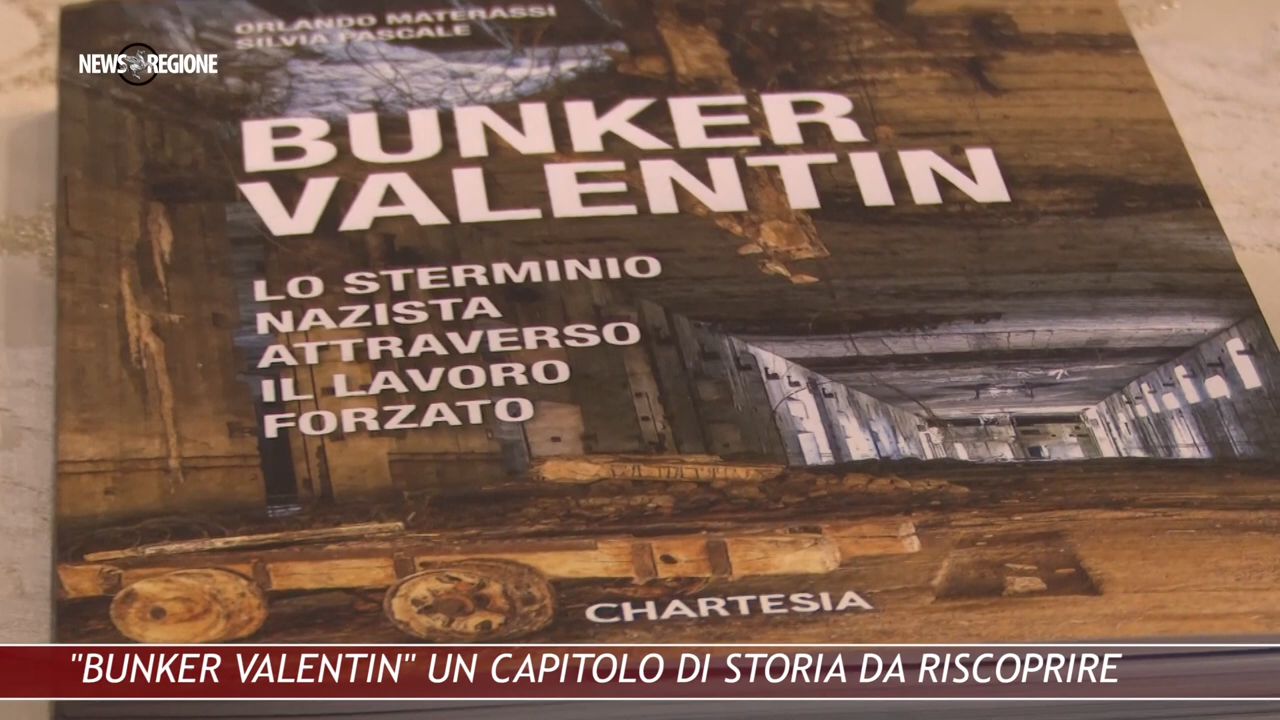 NEWS REGIONE
ORLANDO MATERASSI
SILVIA PASCALE
BUNKER
VALENTIN
LO STERMINIO
NAZISTA
ATTRAVERSO
IL LAVORO
FORZATO
CHARTESIA
"BUNKER VALENTIN" UN CAPITOLO DI STORIA DA RISCOPRIRE